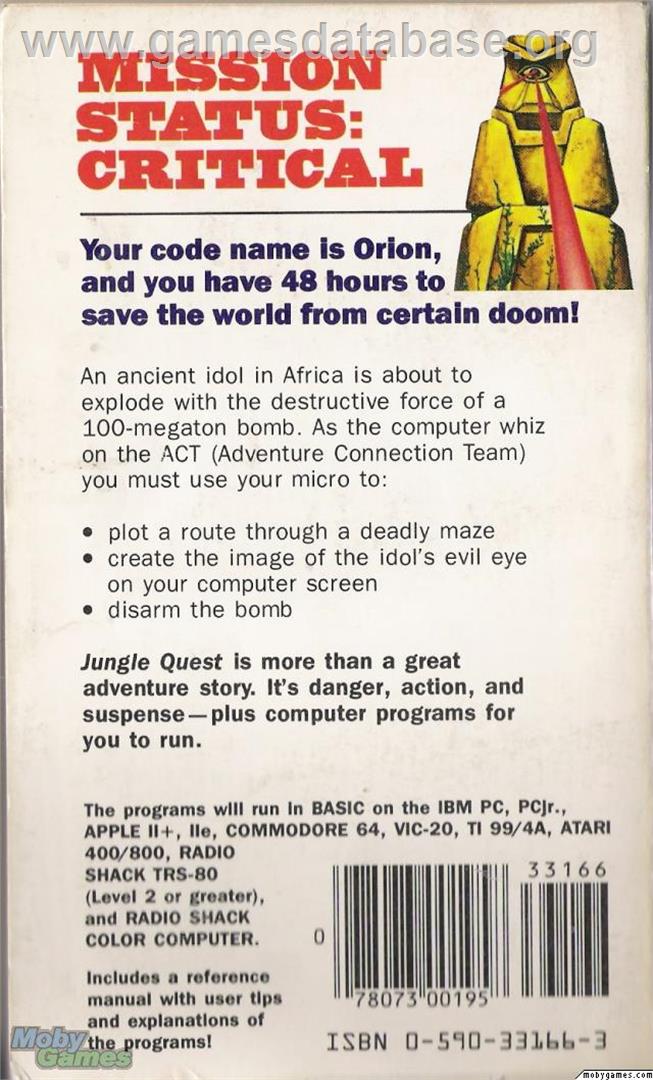 www.gamesdatabase.org
MISSION
STATUS:
CRITICAL
Your code name is Orion,
and you have 48 hours to
save the world from certain doom!
An ancient idol in Africa is about to
explode with the destructive force of a
100-megaton bomb. As the computer whiz
on the ACT (Adventure Connection Team)
you must use your micro to:
• plot a route through a deadly maze
• create the image of the idol's evil eye
on your computer screen
• disarm the bomb
Jungle Quest is more than a great
adventure story. It's danger, action, and
suspense—plus computer programs for
you to run.
The programs will run in BASIC on the IBM PC, PCjr.,
APPLE II+, IIe, COMMODORE 64, VIC-20, TI 99/4A, ATARI
400/800, RADIO
SHACK TRS-80
(Level 2 or greater),
and RADIO SHACK
COLOR COMPUTER.
Includes a reference
manual with user tips
and explanations of
the programs!
33166
0
78073 00195
ISBN 0-590-33166-3
Moby
Games
mobygames.com